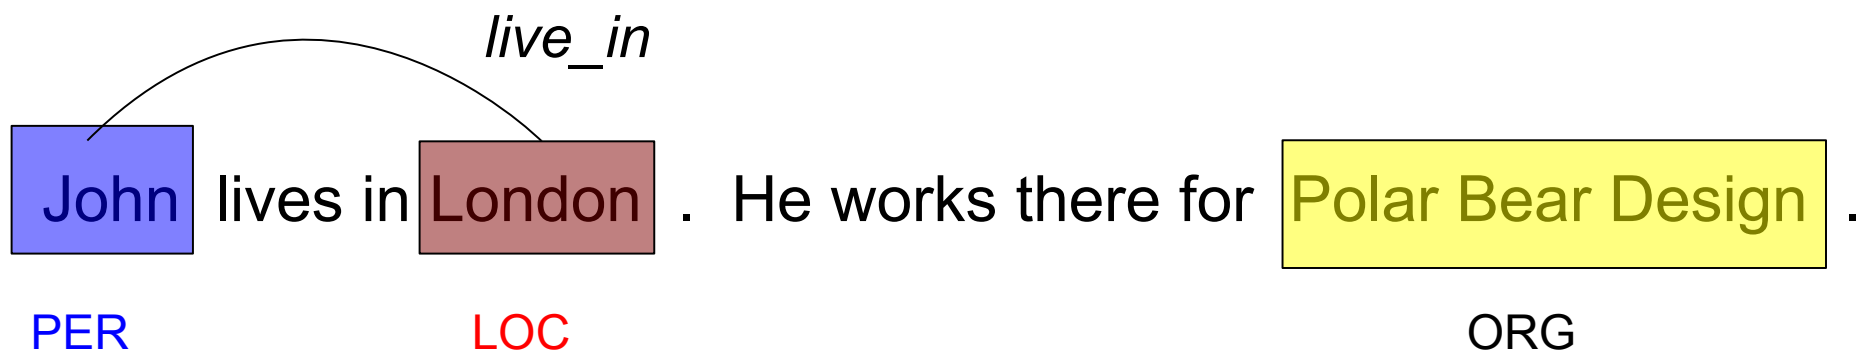 live_in
John lives in London . He works there for Polar Bear Design .
PER LOC ORG